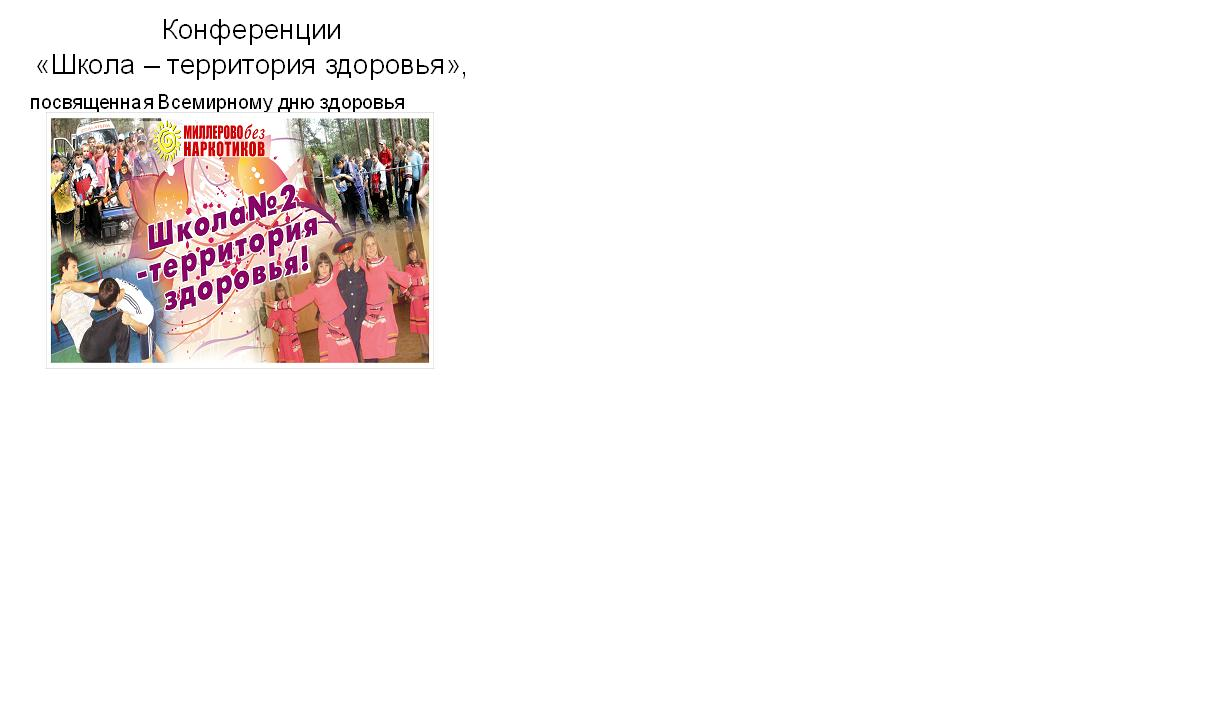 Конференции
«Школа – территория здоровья»,
посвященная Всемирному дню здоровья
МИЛЛЕРОВО без
НАРКОТИКОВ
Школа№2
-территория
здоровья!